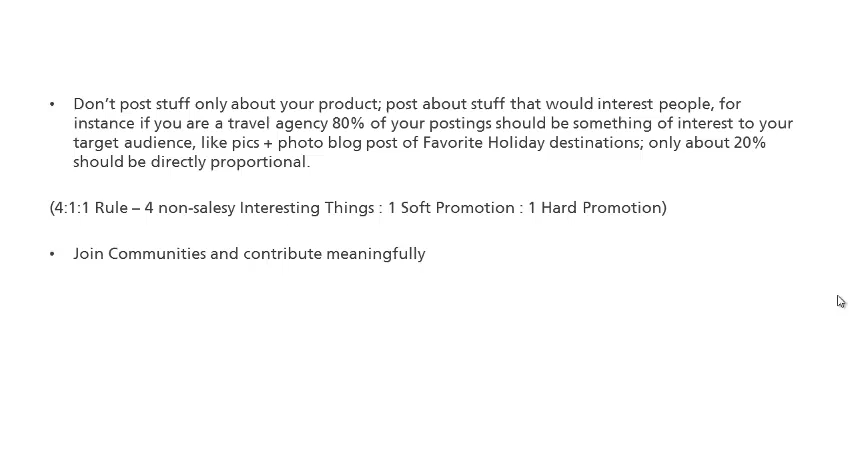 • Don't post stuff only about your product; post about stuff that would interest people, for
instance if you are a travel agency 80% of your postings should be something of interest to your
target audience, like pics + photo blog post of Favorite Holiday destinations; only about 20%
should be directly proportional.
(4:1:1 Rule – 4 non-salesy Interesting Things : 1 Soft Promotion : 1 Hard Promotion)
• Join Communities and contribute meaningfully